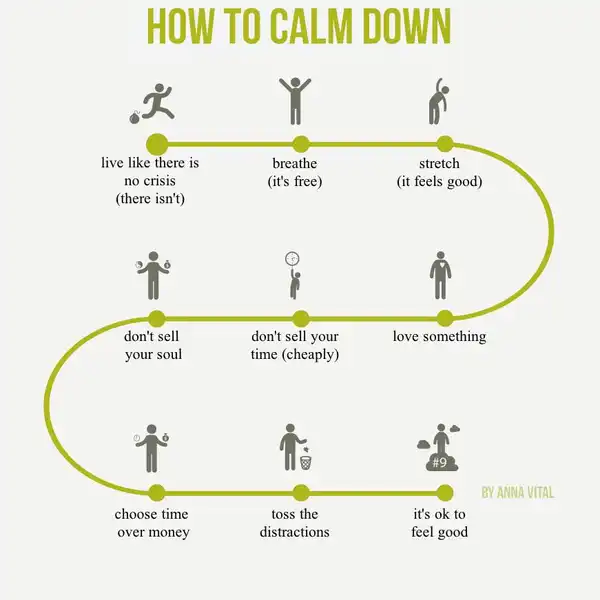 HOW TO CALM DOWN
live like there is
no crisis
(there isn't)
breathe
(it's free)
stretch
(it feels good)
love something
don't sell your
time (cheaply)
don't sell
your soul
choose time
over money
toss the
distractions
#9
it's ok to
feel good
BY ANNA VITAL